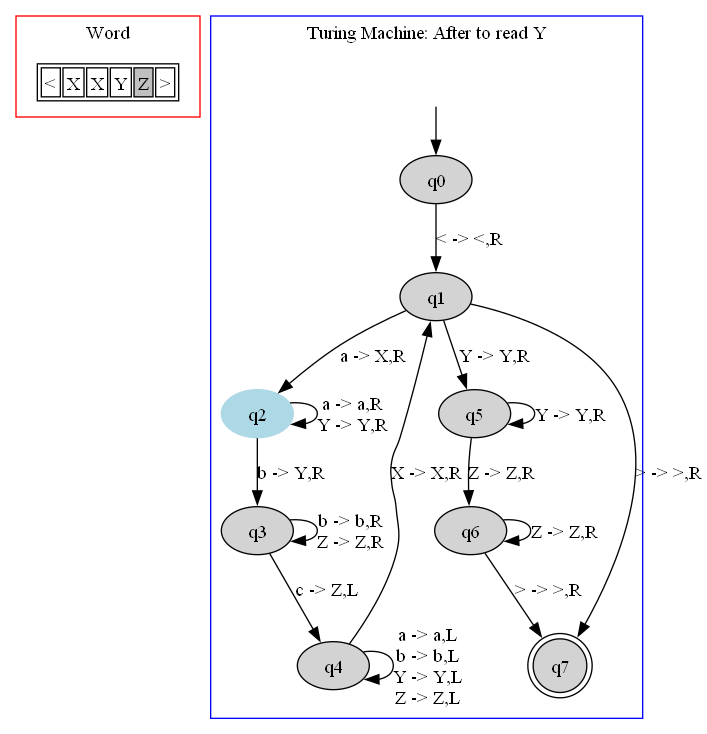 Word
< X X Y Z >
Turing Machine: After to read Y
q0
< -> <,R
q1
a -> X,R
Y -> Y,R
q2
a -> a,R
Y -> Y,R
q5
Y -> Y,R
b -> Y,R
X -> X,R
Z -> Z,R
> -> >,R
q3
b -> b,R
Z -> Z,R
q6
Z -> Z,R
c -> Z,L
> -> >,R
q4
a -> a,L
b -> b,L
Y -> Y,L
Z -> Z,L
q7